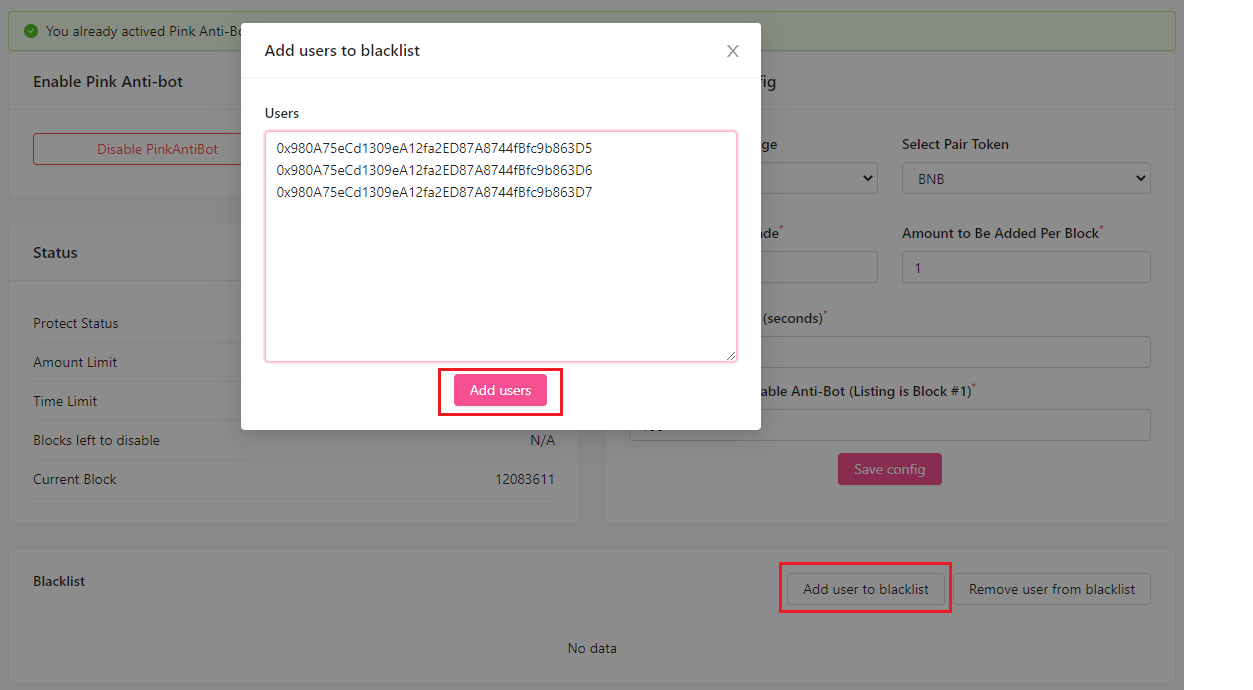 You already actived Pink Anti-Bo
Enable Pink Anti-bot
Disable PinkAntiBot
Status
Protect Status
Amount Limit
Time Limit
Blocks left to disable
N/A
Current Block
12083611
Add users to blacklist
X
Users
0x980A75eCd1309eA12fa2ED87A8744fBfc9b863D5
0x980A75eCd1309eA12fa2ED87A8744fBfc9b863D6
0x980A75eCd1309eA12fa2ED87A8744fBfc9b863D7
Add users
fig
ge
Select Pair Token
BNB
ade*
Amount to Be Added Per Block*
1
(seconds)*
able Anti-Bot (Listing is Block #1)*
Save config
Blacklist
Add user to blacklist
Remove user from blacklist
No data